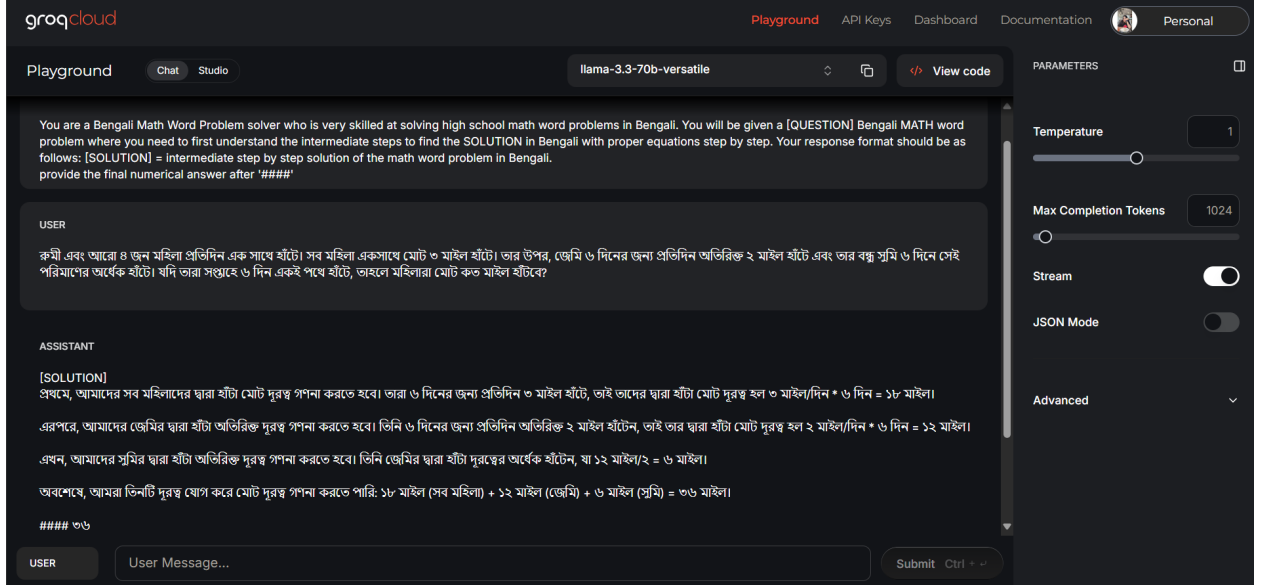 groqcloud
Playground API Keys Dashboard Documentation Personal
Playground Chat Studio llama-3.3-70b-versatile </> View code PARAMETERS
You are a Bengali Math Word Problem solver who is very skilled at solving high school math word problems in Bengali. You will be given a [QUESTION] Bengali MATH word
problem where you need to first understand the intermediate steps to find the SOLUTION in Bengali with proper equations step by step. Your response format should be as
follows: [SOLUTION] = intermediate step by step solution of the math word problem in Bengali.
provide the final numerical answer after '####'
USER
রুমী এবং আরো ৪ জন মহিলা প্রতিদিন এক সাথে হাঁটে। সব মহিলা একসাথে মোট ৩ মাইল হাঁটে। তার উপর, জেমি ৬ দিনের জন্য প্রতিদিন অতিরিক্ত ২ মাইল হাঁটে এবং তার বন্ধু সুমি ৬ দিনে সেই
পরিমাণের অর্ধেক হাঁটে। যদি তারা সপ্তাহে ৬ দিন একই পথে হাঁটে, তাহলে মহিলারা মোট কত মাইল হাঁটবে?
ASSISTANT
[SOLUTION]
প্রথমে, আমাদের সব মহিলাদের দ্বারা হাঁটা মোট দূরত্ব গণনা করতে হবে। তারা ৬ দিনের জন্য প্রতিদিন ৩ মাইল হাঁটে, তাই তাদের দ্বারা হাঁটা মোট দূরত্ব হল ৩ মাইল/দিন * ৬ দিন = ১৮ মাইল।
এরপরে, আমাদের জেমির দ্বারা হাঁটা অতিরিক্ত দূরত্ব গণনা করতে হবে। তিনি ৬ দিনের জন্য প্রতিদিন অতিরিক্ত ২ মাইল হাঁটেন, তাই তার দ্বারা হাঁটা মোট দূরত্ব হল ২ মাইল/দিন * ৬ দিন = ১২ মাইল।
এখন, আমাদের সুমির দ্বারা হাঁটা অতিরিক্ত দূরত্ব গণনা করতে হবে। তিনি জেমির দ্বারা হাঁটা দূরত্বের অর্ধেক হাঁটেন, যা ১২ মাইল/২ = ৬ মাইল।
অবশেষে, আমরা তিনটি দূরত্ব যোগ করে মোট দূরত্ব গণনা করতে পারি: ১৮ মাইল (সব মহিলা) + ১২ মাইল (জেমি) + ৬ মাইল (সুমি) = ৩৬ মাইল।
#### ৩৬
USER User Message... Submit Ctrl + ↵
Temperature 1
Max Completion Tokens 1024
Stream
JSON Mode
Advanced